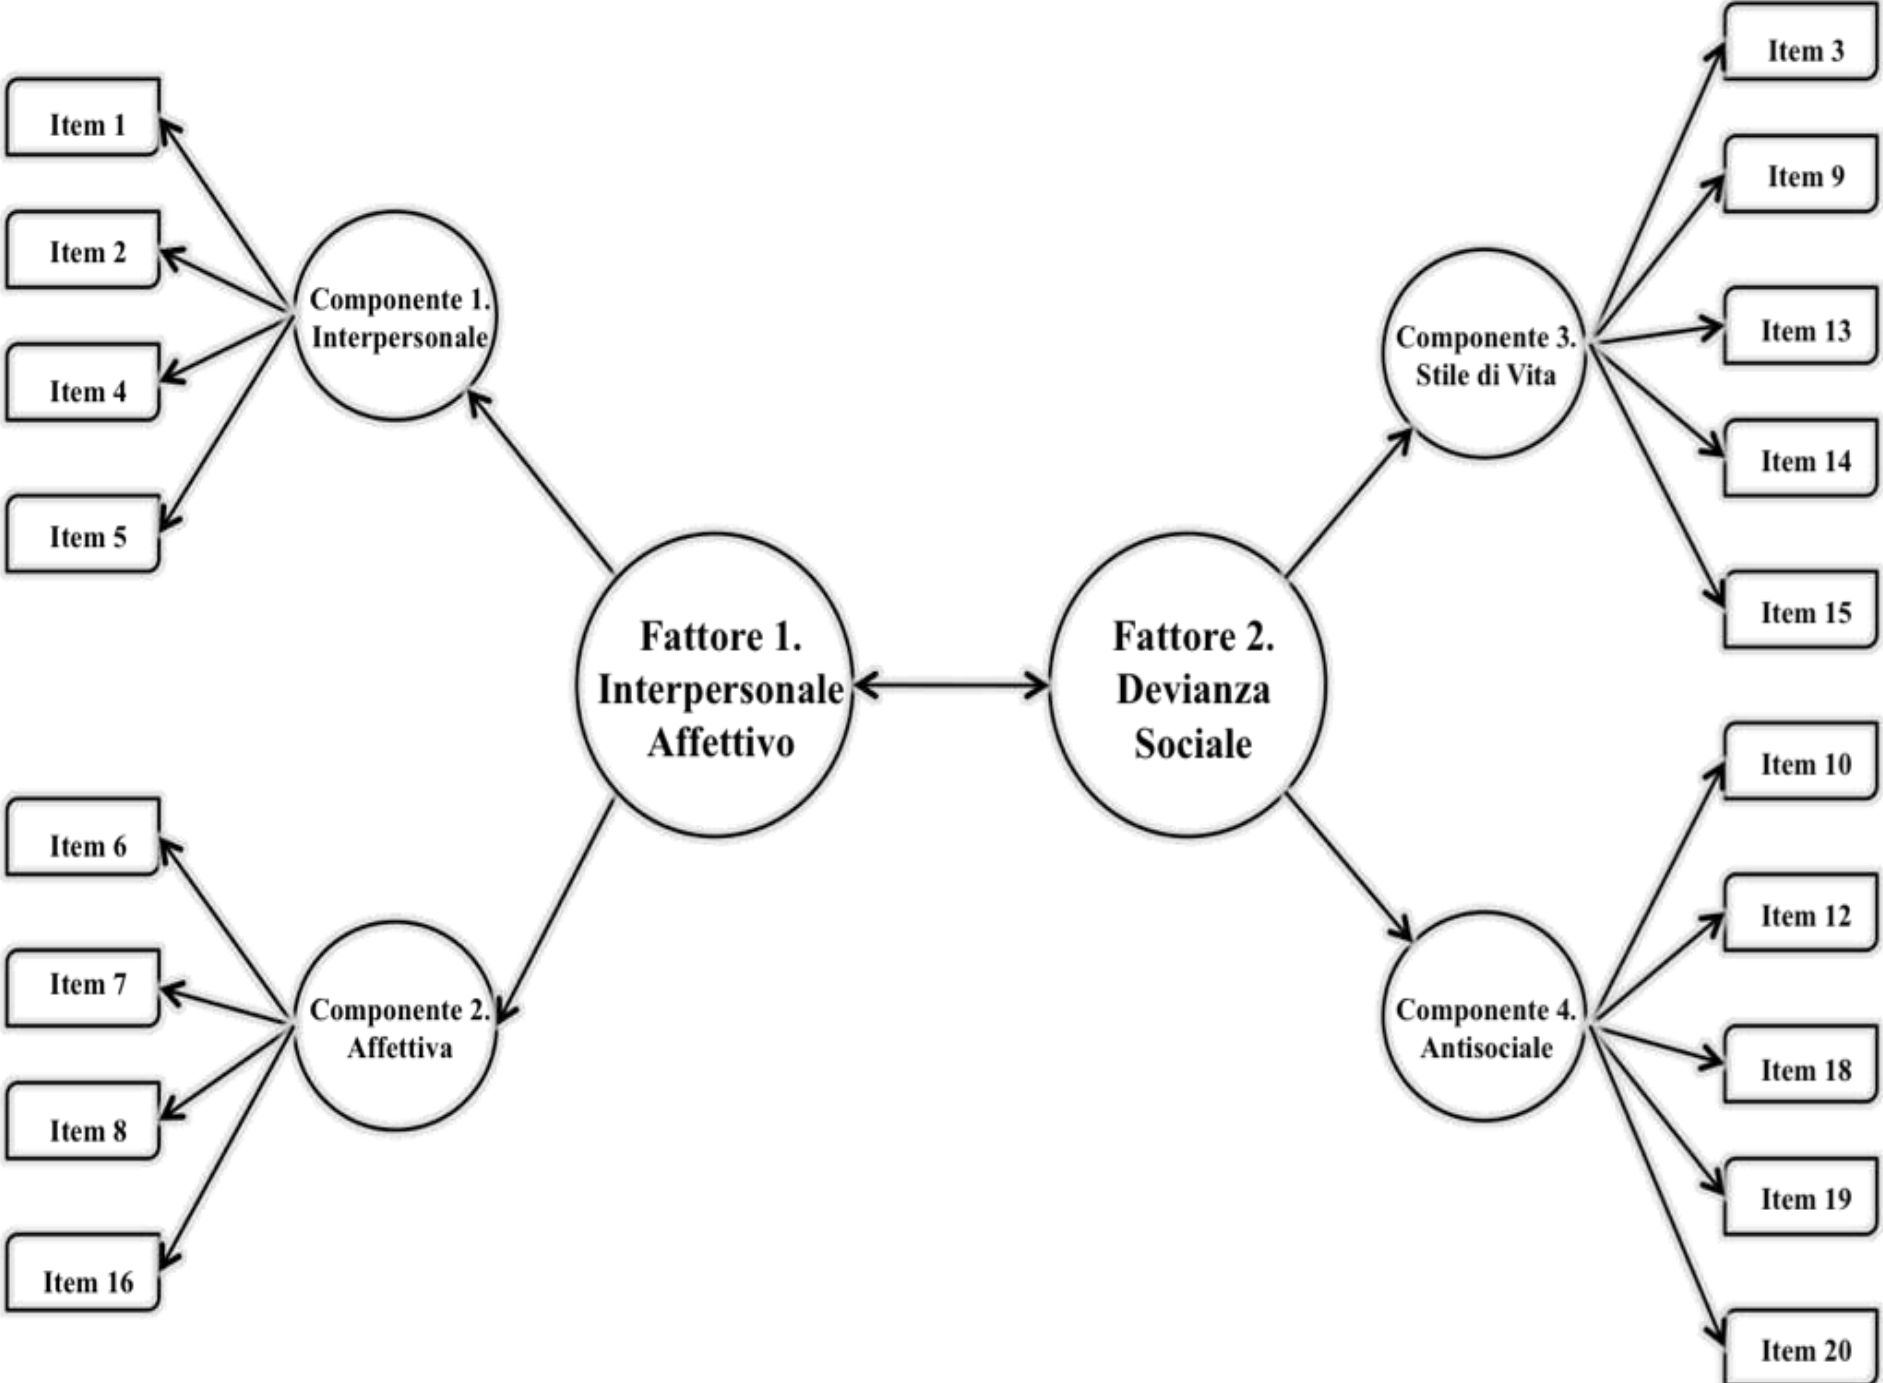 Item 1
Item 2
Item 4
Item 5
Componente 1.
Interpersonale
Item 6
Item 7
Item 8
Item 16
Componente 2.
Affettiva
Fattore 1.
Interpersonale
Affettivo
Fattore 2.
Devianza
Sociale
Componente 3.
Stile di Vita
Item 3
Item 9
Item 13
Item 14
Item 15
Componente 4.
Antisociale
Item 10
Item 12
Item 18
Item 19
Item 20